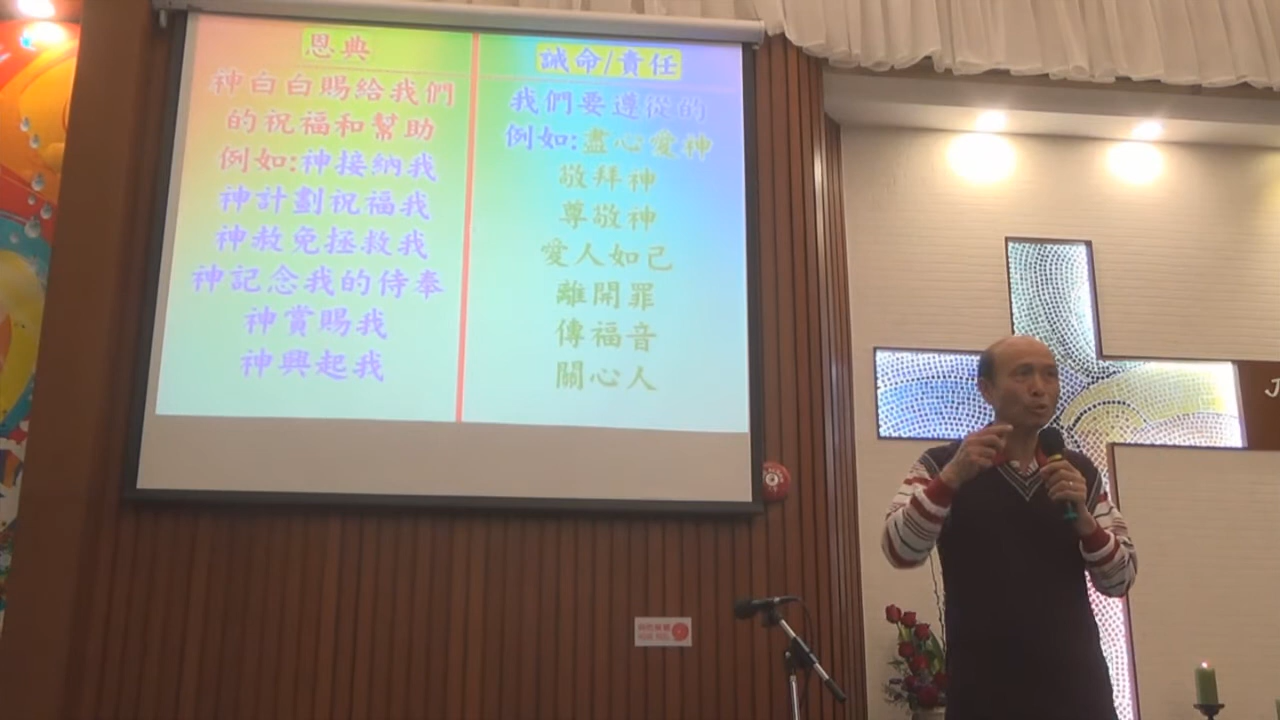 恩典
神白白賜給我們
的祝福和幫助
例如:神接納我
神計劃祝福我
神赦免拯救我
神記念我的侍奉
神賞賜我
神興起我
誡命/責任
我們要遵從的
例如:盡心愛神
敬拜神
尊敬神
愛人如己
離開罪
傳福音
關心人
J